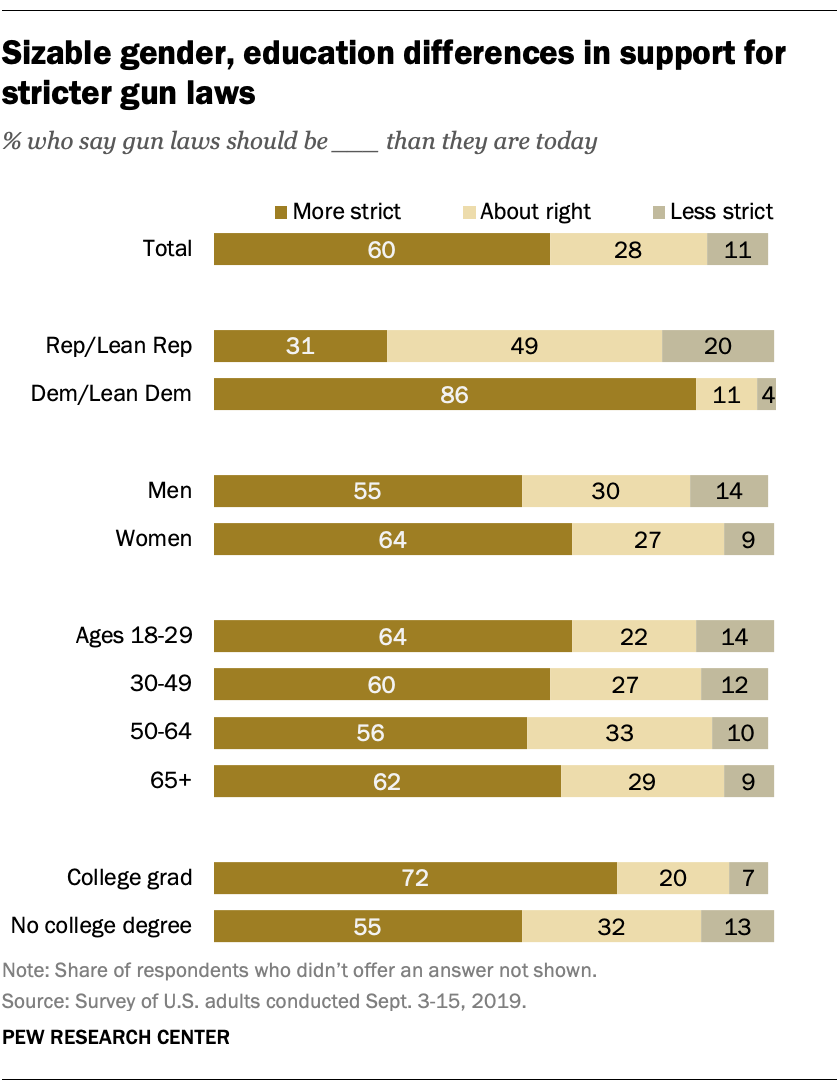 Sizable gender, education differences in support for
stricter gun laws
% who say gun laws should be ____ than they are today
More strict About right Less strict
Total 60 28 11
Rep/Lean Rep 31 49 20
Dem/Lean Dem 86 11 4
Men 55 30 14
Women 64 27 9
Ages 18-29 64 22 14
30-49 60 27 12
50-64 56 33 10
65+ 62 29 9
College grad 72 20 7
No college degree 55 32 13
Note: Share of respondents who didn’t offer an answer not shown.
Source: Survey of U.S. adults conducted Sept. 3-15, 2019.
PEW RESEARCH CENTER